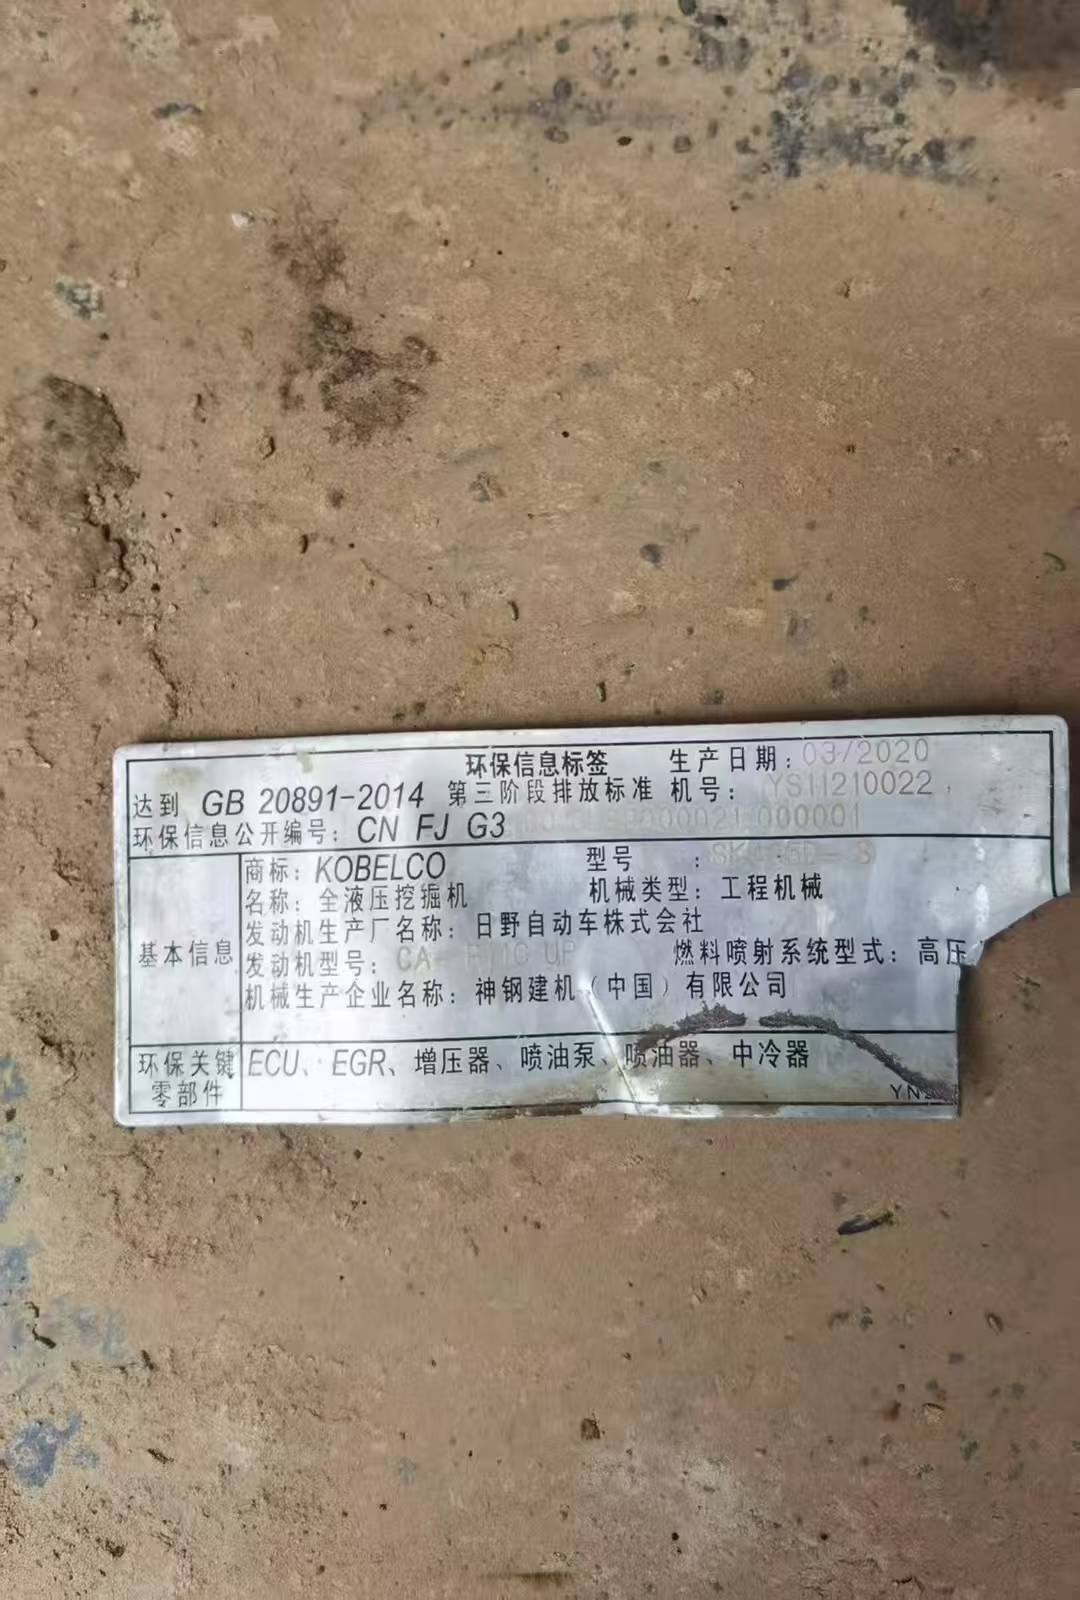 环保信息标签 生产日期: 03/2020
达到 GB 20891-2014 第三阶段排放标准 机号: YS11210022
环保信息公开编号: CN FJ G3 000001
基本信息
商标: KOBELCO 型号 :
名称: 全液压挖掘机 机械类型: 工程机械
发动机生产厂名称: 日野自动车株式会社
发动机型号: 燃料喷射系统型式: 高压
机械生产企业名称: 神钢建机(中国)有限公司
环保关键零部件
ECU、EGR、增压器、喷油泵、喷油器、中冷器
YN